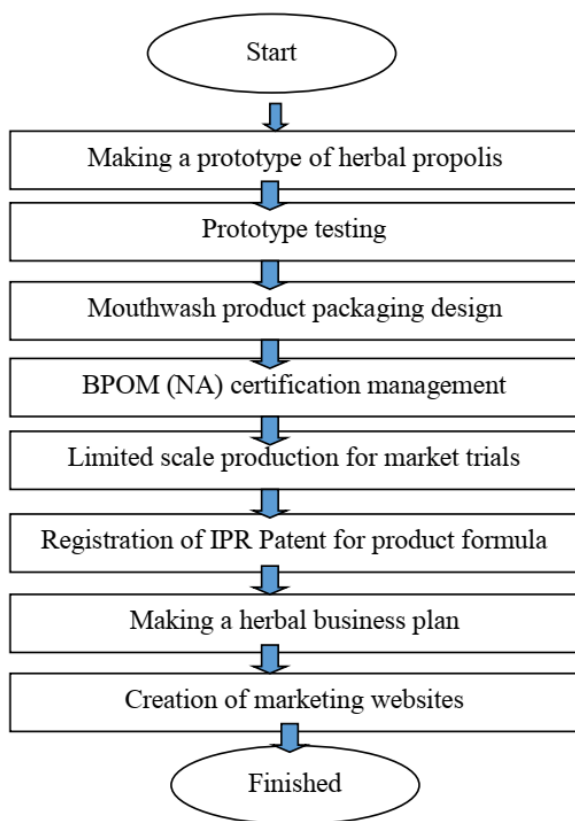 Start
Making a prototype of herbal propolis
Prototype testing
Mouthwash product packaging design
BPOM (NA) certification management
Limited scale production for market trials
Registration of IPR Patent for product formula
Making a herbal business plan
Creation of marketing websites
Finished